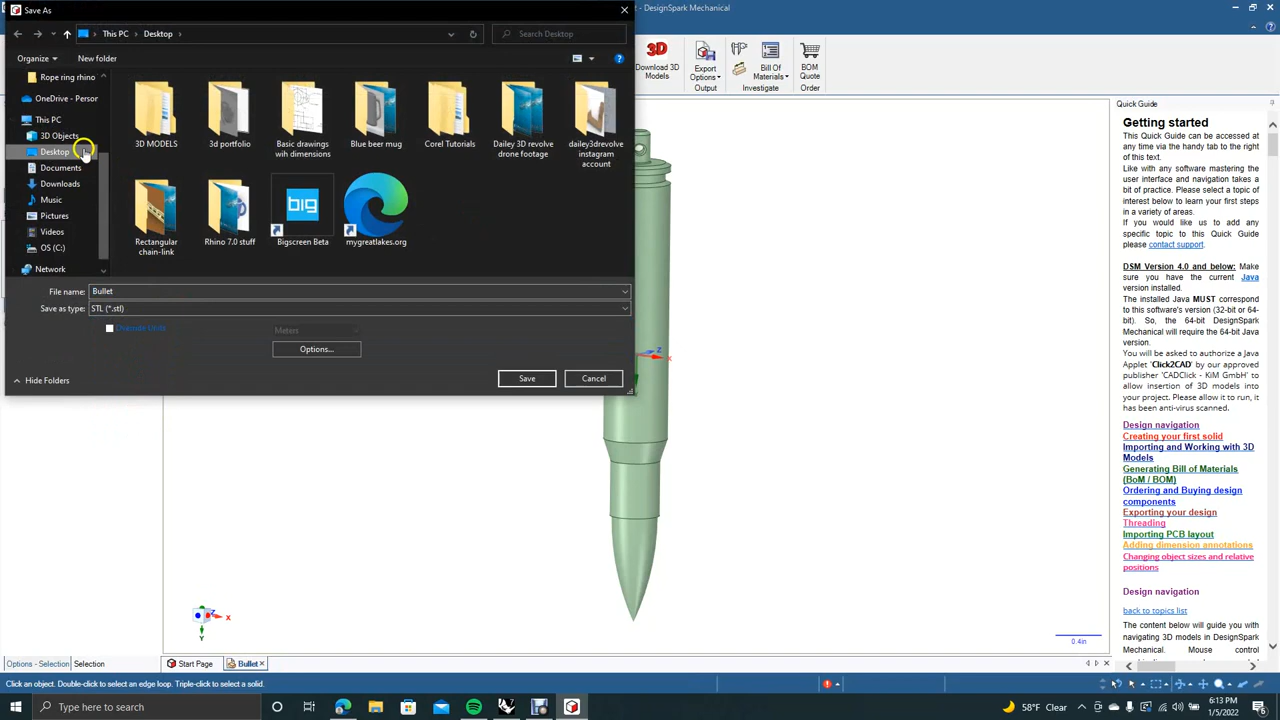 Save As
- DesignSpark Mechanical
This PC
Desktop
Search Desktop
Organize
New folder
Rope ring rhino
OneDrive - Persor
This PC
3D Objects
Desktop
Documents
Downloads
Music
Pictures
Videos
OS (C:)
Network
3D MODELS
3d portfolio
Basic drawings
wih dimensions
Blue beer mug
Corel Tutorials
Dailey 3D revolve
drone footage
dailey3drevolve
instagram
account
Rectangular
chain-link
Rhino 7.0 stuff
big
Bigscreen Beta
mygreatlakes.org
File name:
Bullet
Save as type:
STL (*.stl)
Override Units
Meters
Options...
Hide Folders
Save
Cancel
3D
Download 3D
Models
Export
Options
Output
Bill Of
Materials
Investigate
BOM
Quote
Order
Quick Guide
Getting started
This Quick Guide can be accessed at
any time via the handy tab to the right
of this text.
Like with any software mastering the
user interface and navigation takes a
bit of practice. Please select a topic of
interest below to learn your first steps
in a variety of areas.
If you would like us to add any
specific topic to this Quick Guide
please contact support.
DSM Version 4.0 and below: Make
sure you have the current Java
version installed.
The installed Java MUST correspond
to this software's version (32-bit or 64-
bit). So, the 64-bit DesignSpark
Mechanical will require the 64-bit Java
version.
You will be asked to authorize a Java
Applet 'Click2CAD' by our approved
publisher 'CADClick - KiM GmbH' to
allow insertion of 3D models into
your project. Please allow it to run, it
has been anti-virus scanned.
Design navigation
Creating your first solid
Importing and Working with 3D
Models
Generating Bill of Materials
(BoM / BOM)
Ordering and Buying design
components
Exporting your design
Threading
Importing PCB layout
Adding dimension annotations
Changing object sizes and relative
positions
Design navigation
back to topics list
The content below will guide you with
navigating 3D models in DesignSpark
Mechanical. Mouse control
Z
X
Z
X
Y
0.4in
Options - Selection
Selection
Start Page
Bullet
Click an object. Double-click to select an edge loop. Triple-click to select a solid.
Type here to search
58°F Clear
6:13 PM
1/5/2022
6